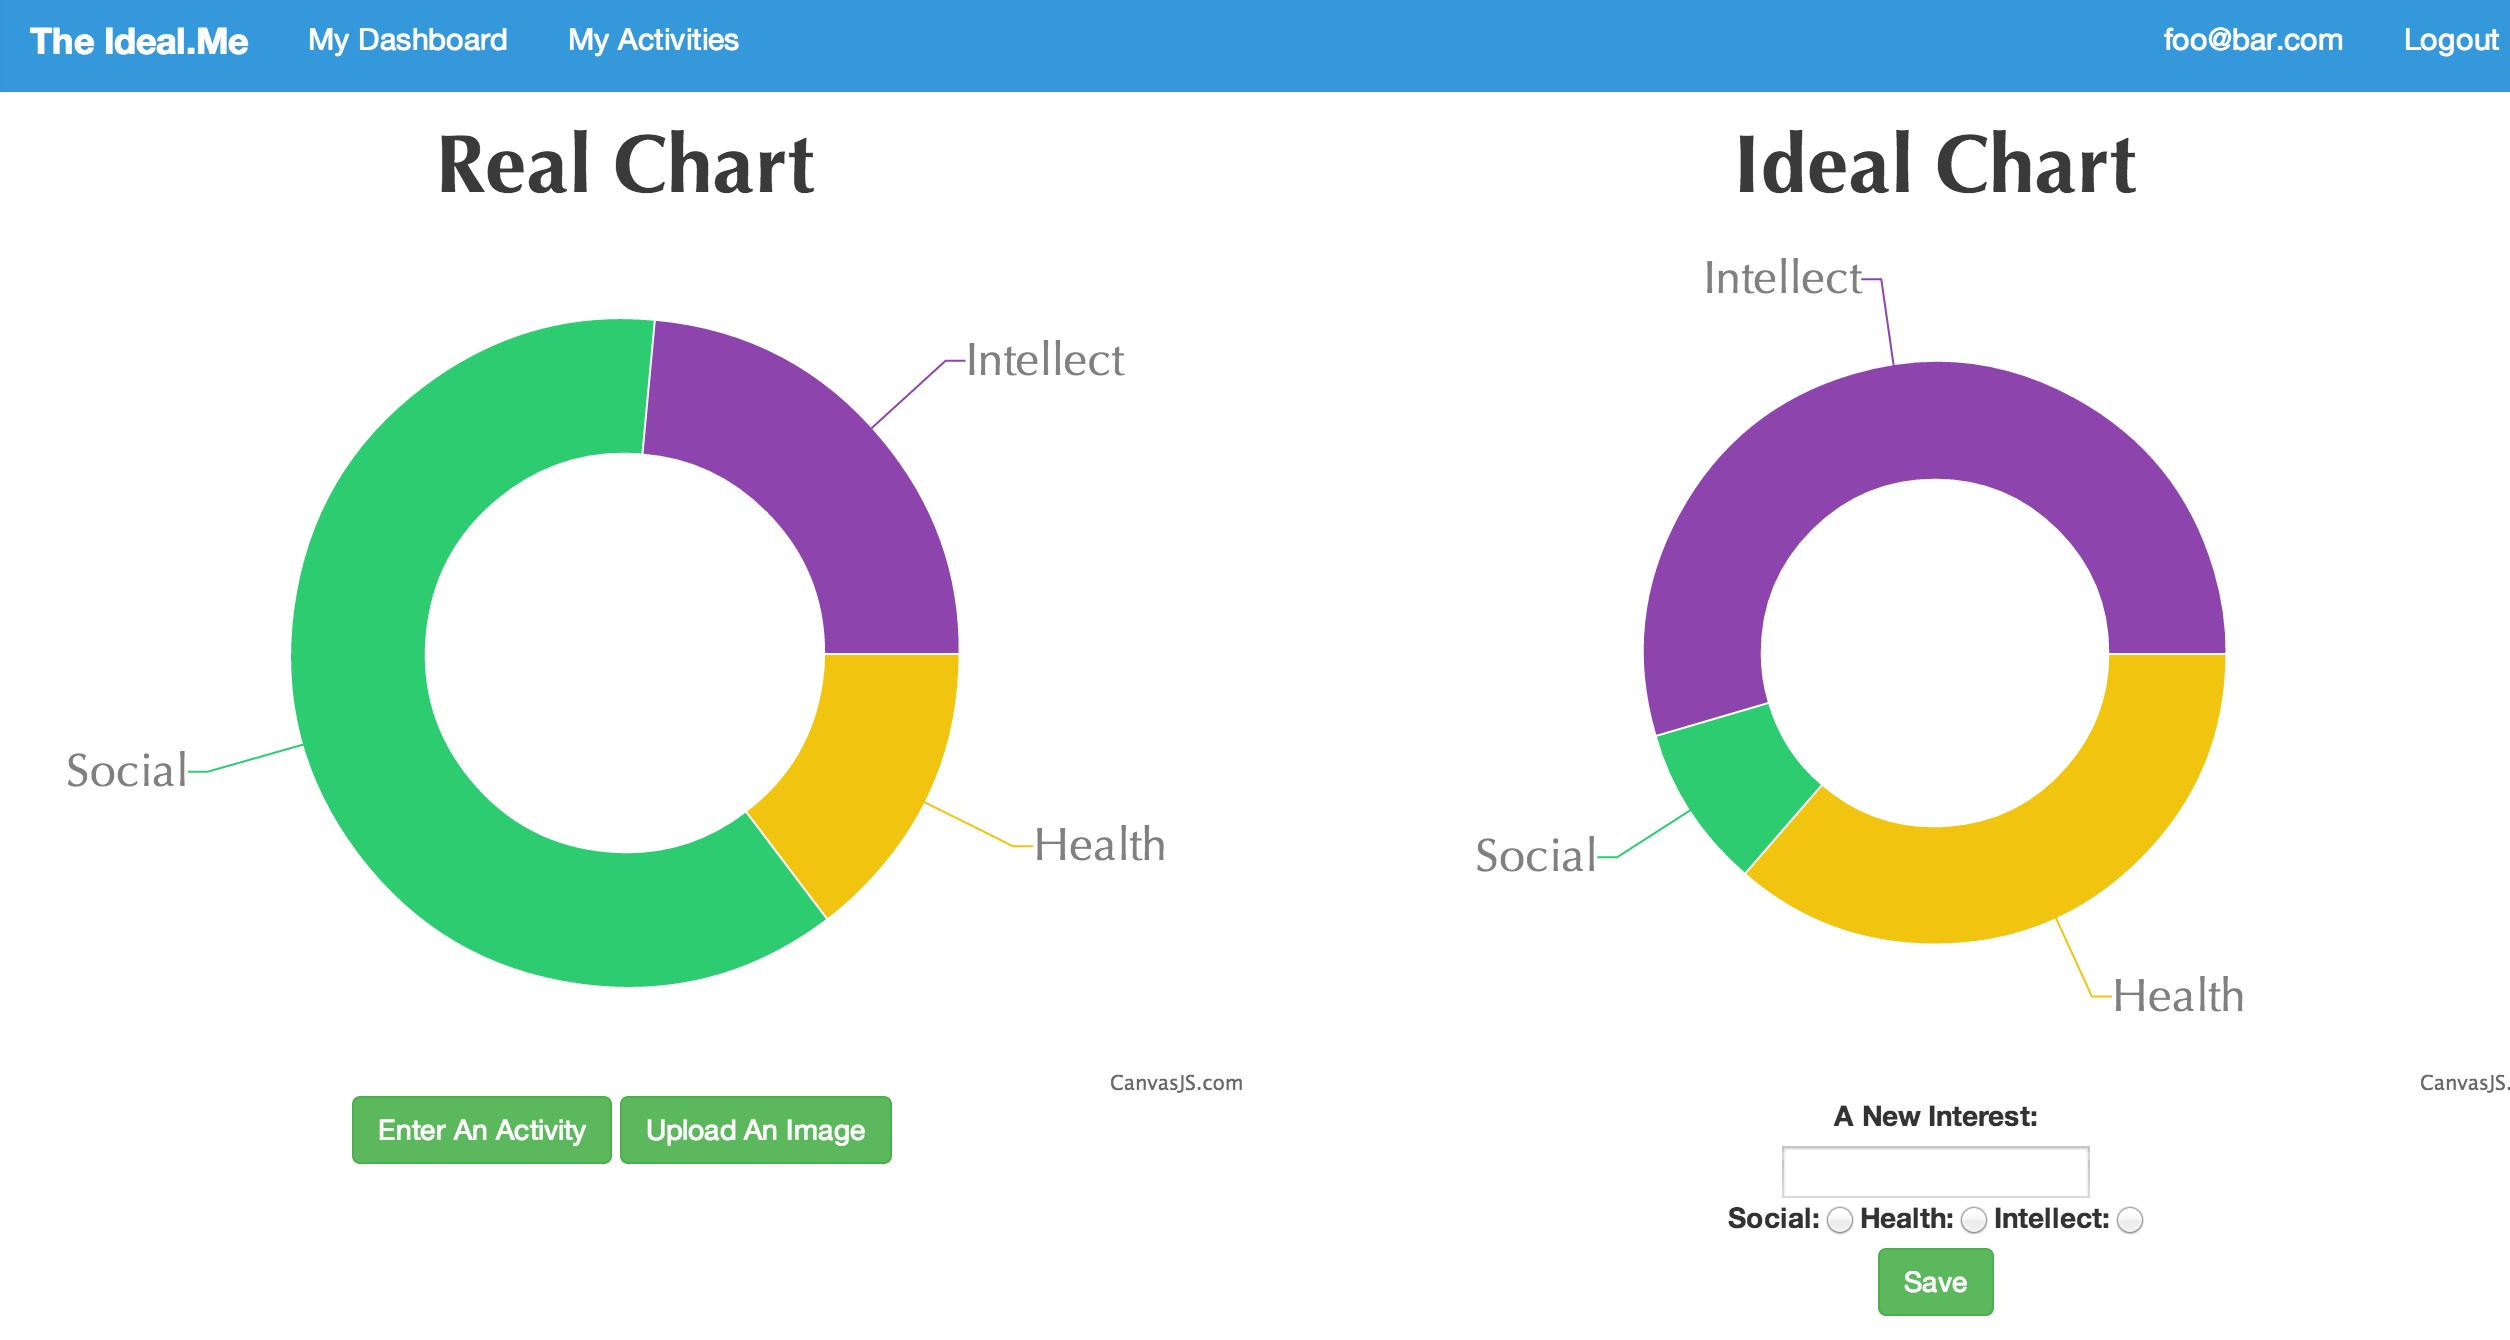 The Ideal.Me My Dashboard My Activities foo@bar.com Logout
Real Chart
Intellect
Social
Health
CanvasJS.com
Enter An Activity Upload An Image
Ideal Chart
Intellect
Social
Health
CanvasJS.
A New Interest:
Social: Health: Intellect:
Save